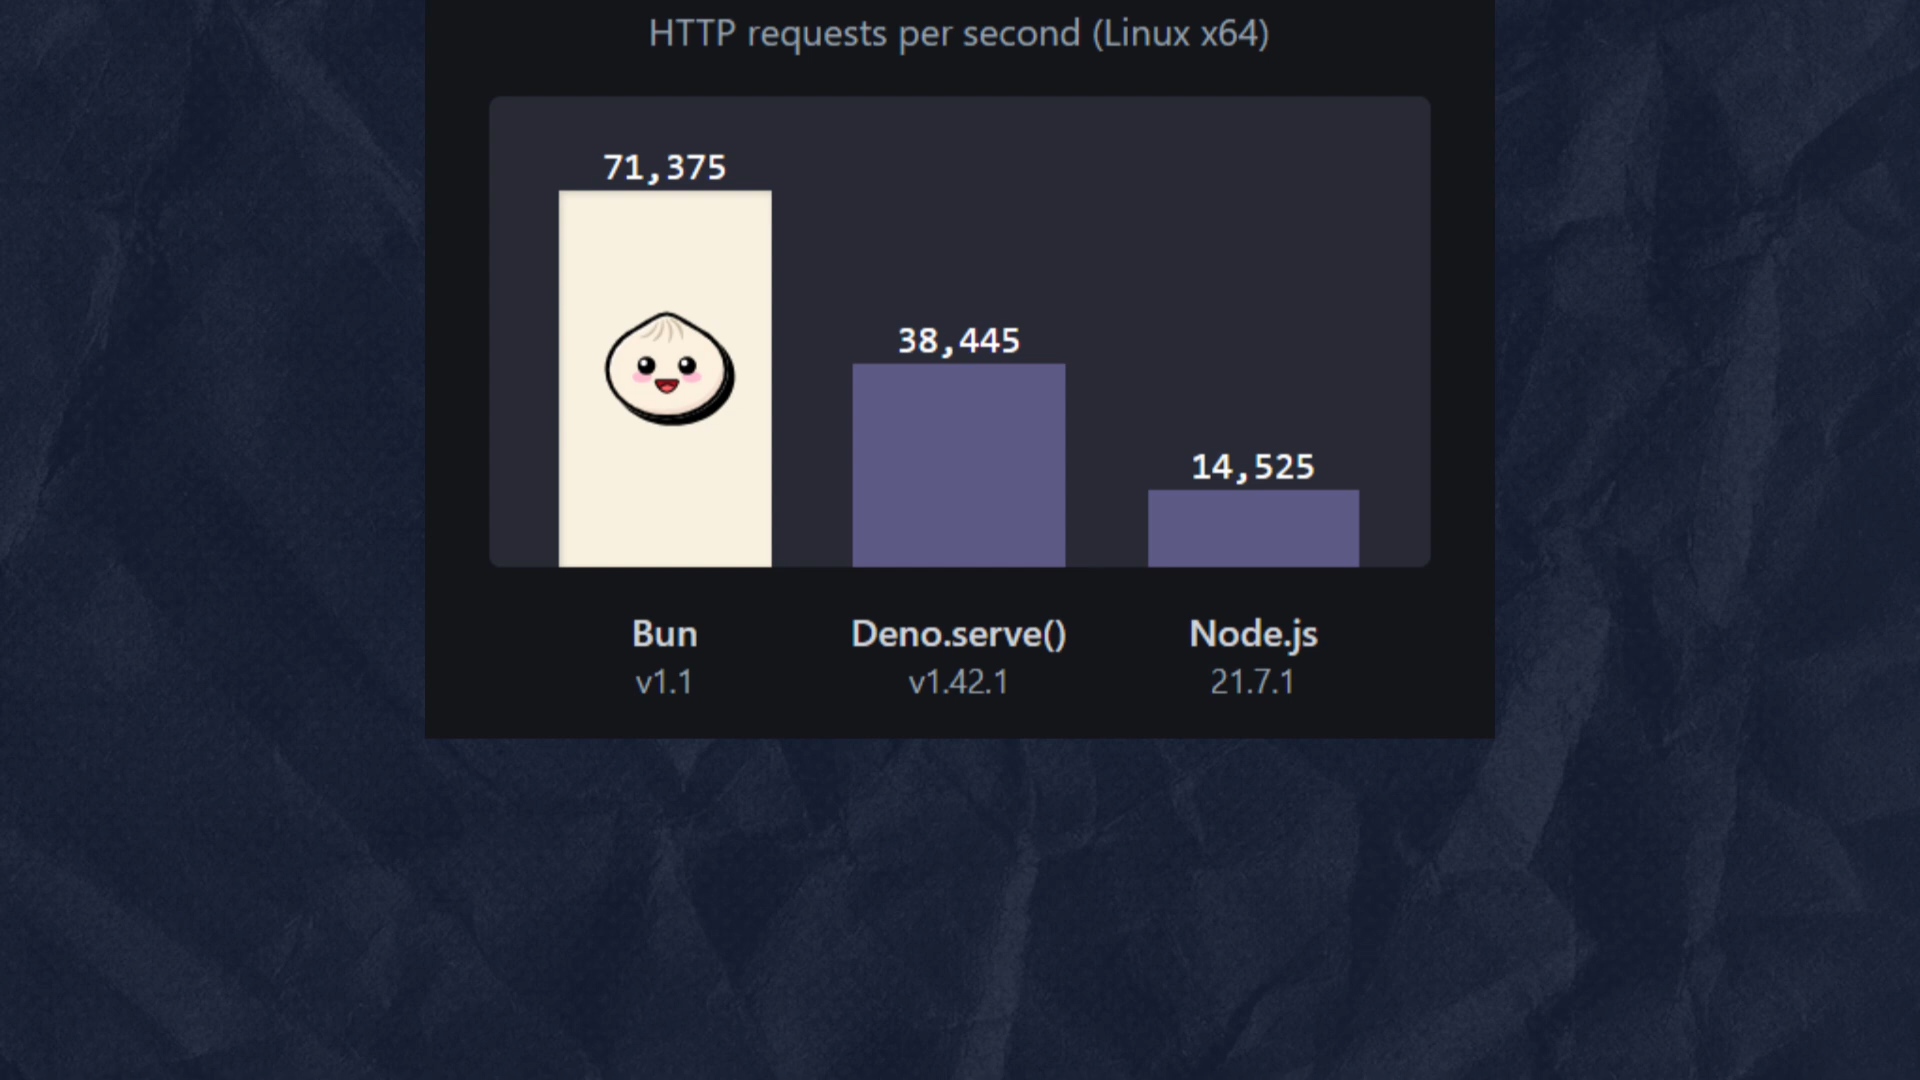 HTTP requests per second (Linux x64)
71,375
38,445
14,525
Bun
Deno.serve()
Node.js
v1.1
v1.42.1
21.7.1